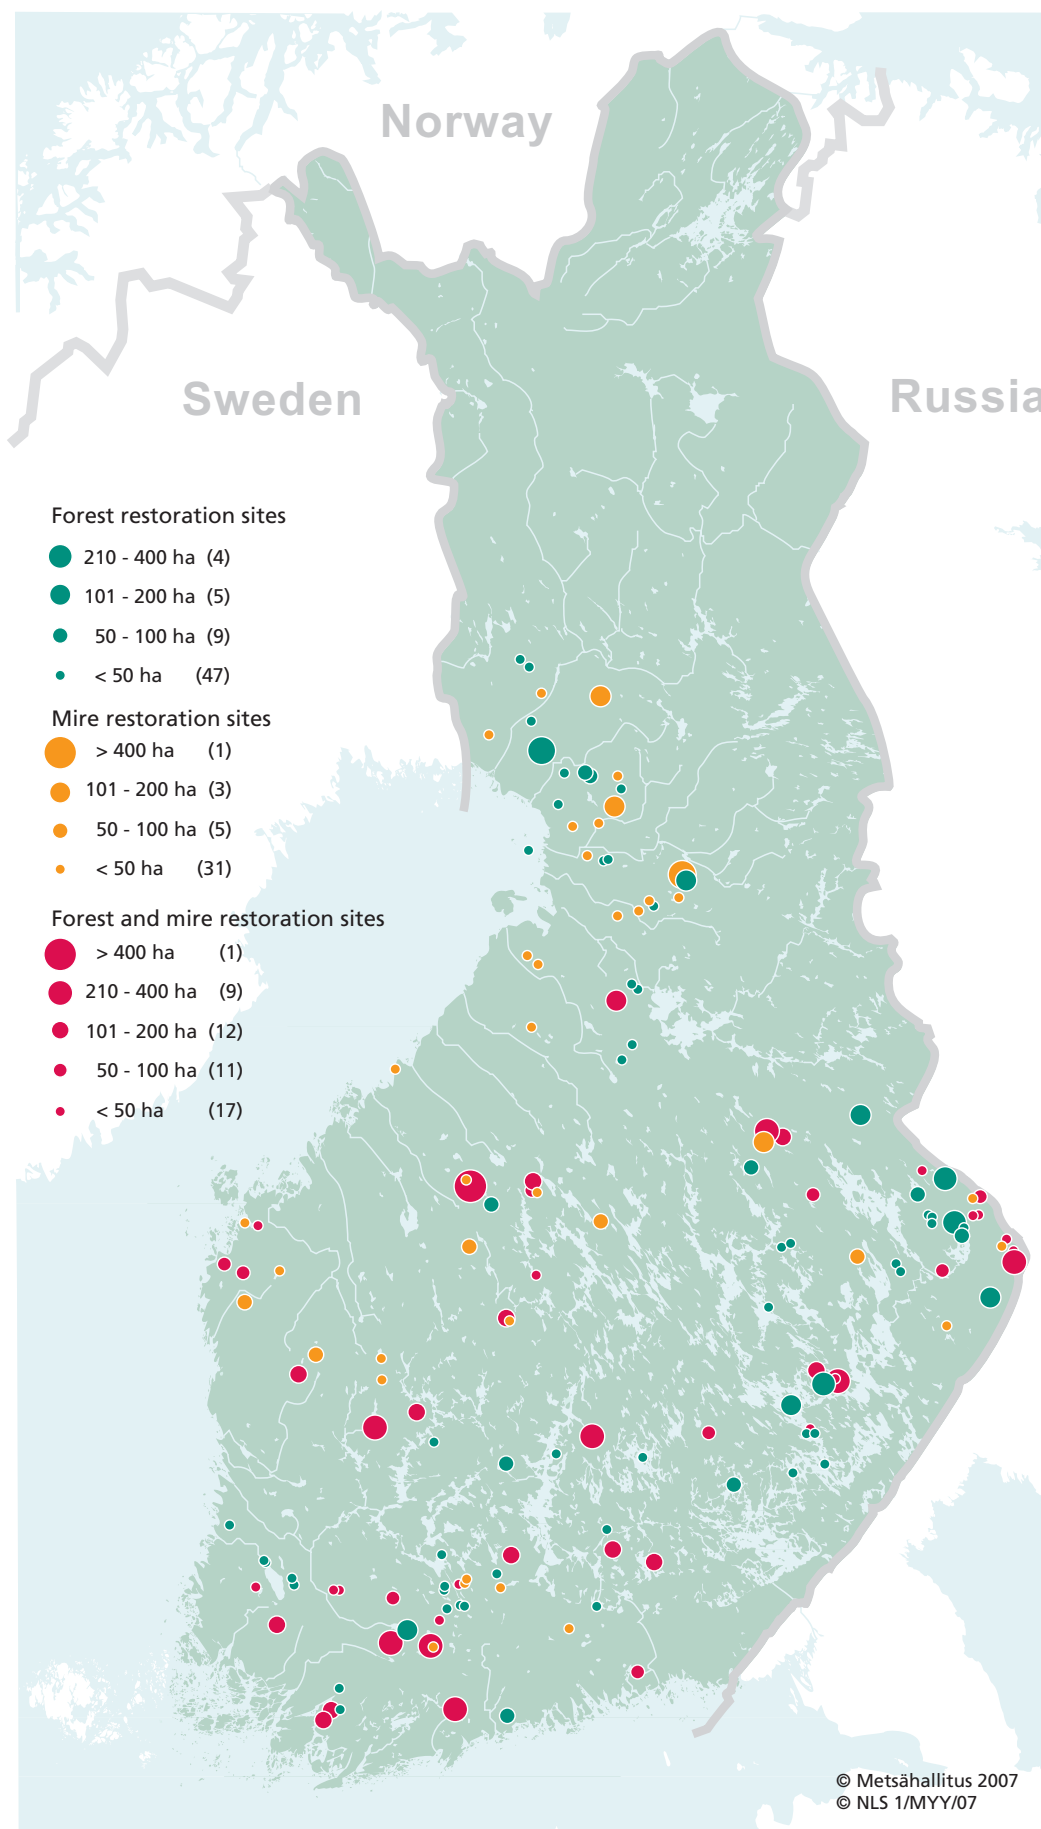 Norway
Sweden
Russia
Forest restoration sites
210 - 400 ha (4)
101 - 200 ha (5)
50 - 100 ha (9)
< 50 ha (47)
Mire restoration sites
> 400 ha (1)
101 - 200 ha (3)
50 - 100 ha (5)
< 50 ha (31)
Forest and mire restoration sites
> 400 ha (1)
210 - 400 ha (9)
101 - 200 ha (12)
50 - 100 ha (11)
< 50 ha (17)
© Metsähallitus 2007
© NLS 1/MYY/07